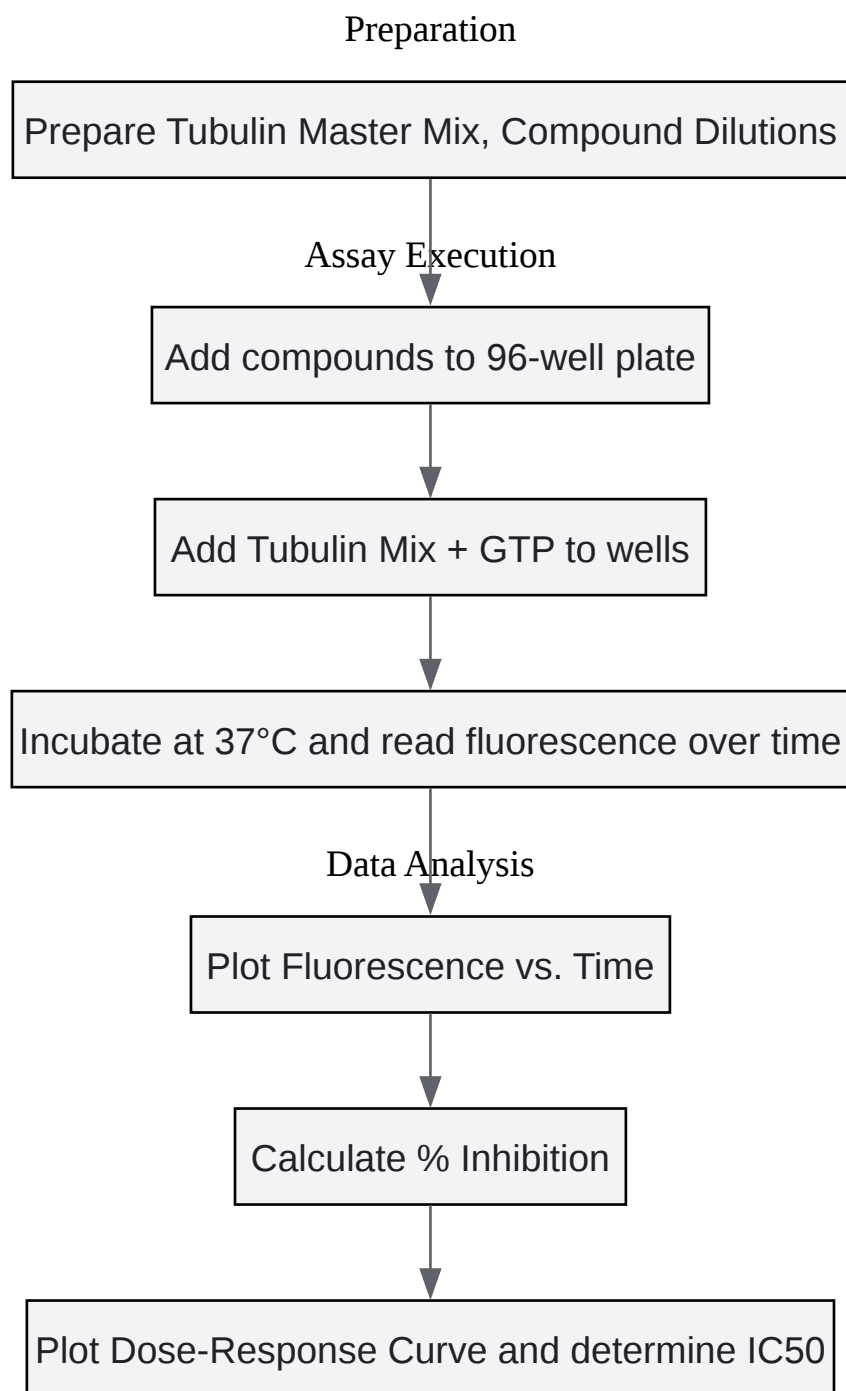 Preparation
Prepare Tubulin Master Mix, Compound Dilutions
Assay Execution
Add compounds to 96-well plate
Add Tubulin Mix + GTP to wells
Incubate at 37°C and read fluorescence over time
Data Analysis
Plot Fluorescence vs. Time
Calculate % Inhibition
Plot Dose-Response Curve and determine IC50